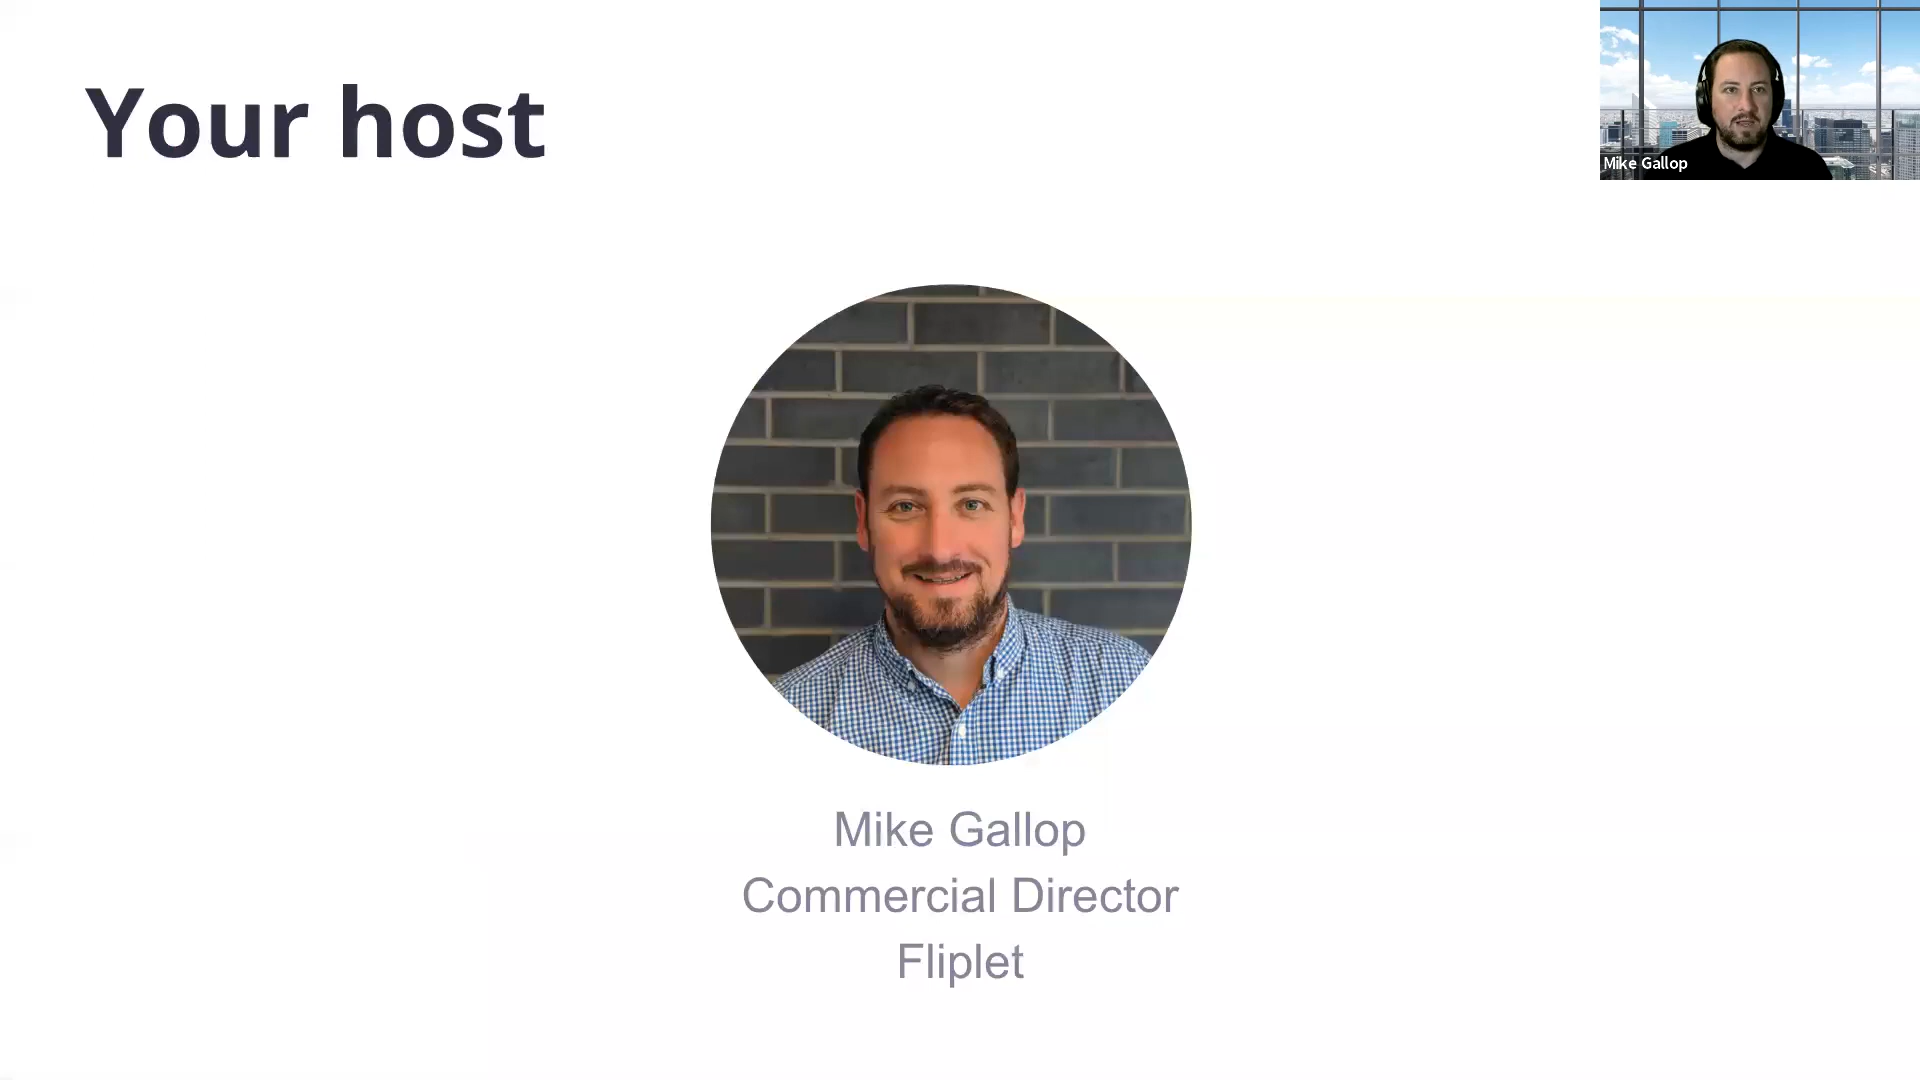 Your host
Mike Gallop
Mike Gallop
Commercial Director
Fliplet